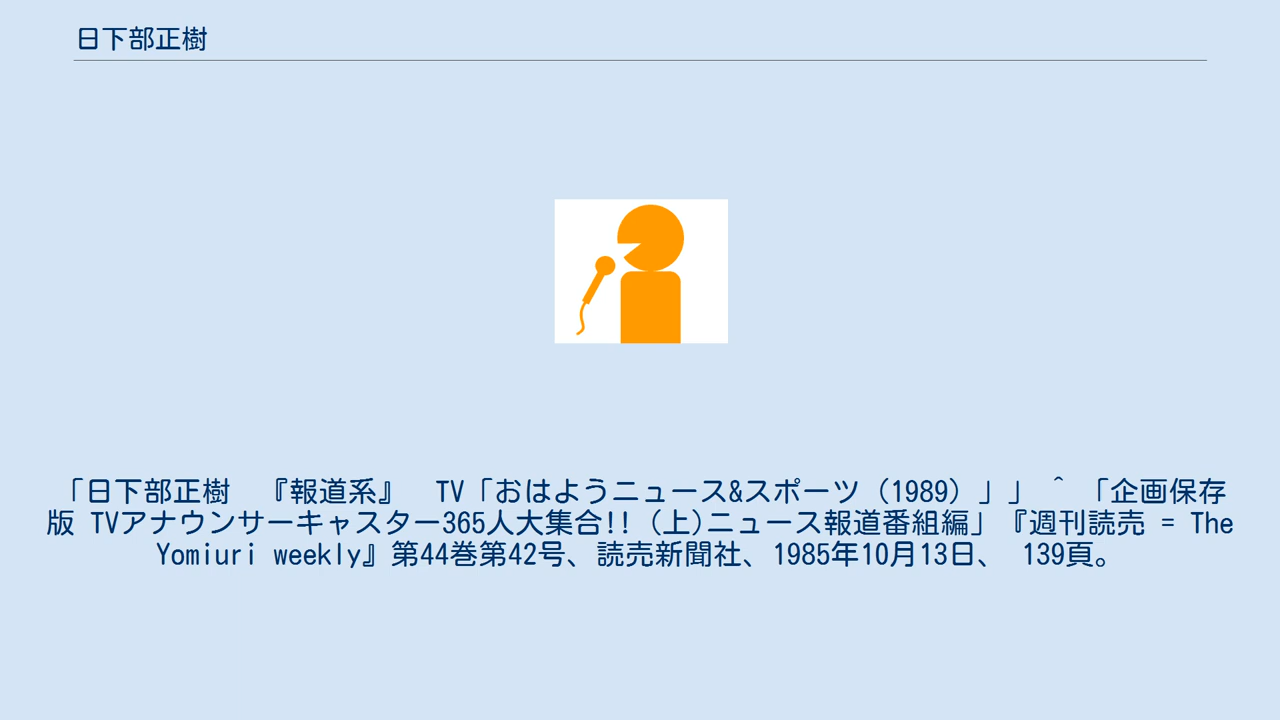 日下部正樹
「日下部正樹　『報道系』　TV「おはようニュース&スポーツ（1989）」」 ^ 「企画保存
版 TVアナウンサーキャスター365人大集合!! (上)ニュース報道番組編」『週刊読売 = The
Yomiuri weekly』第44巻第42号、読売新聞社、1985年10月13日、 139頁。